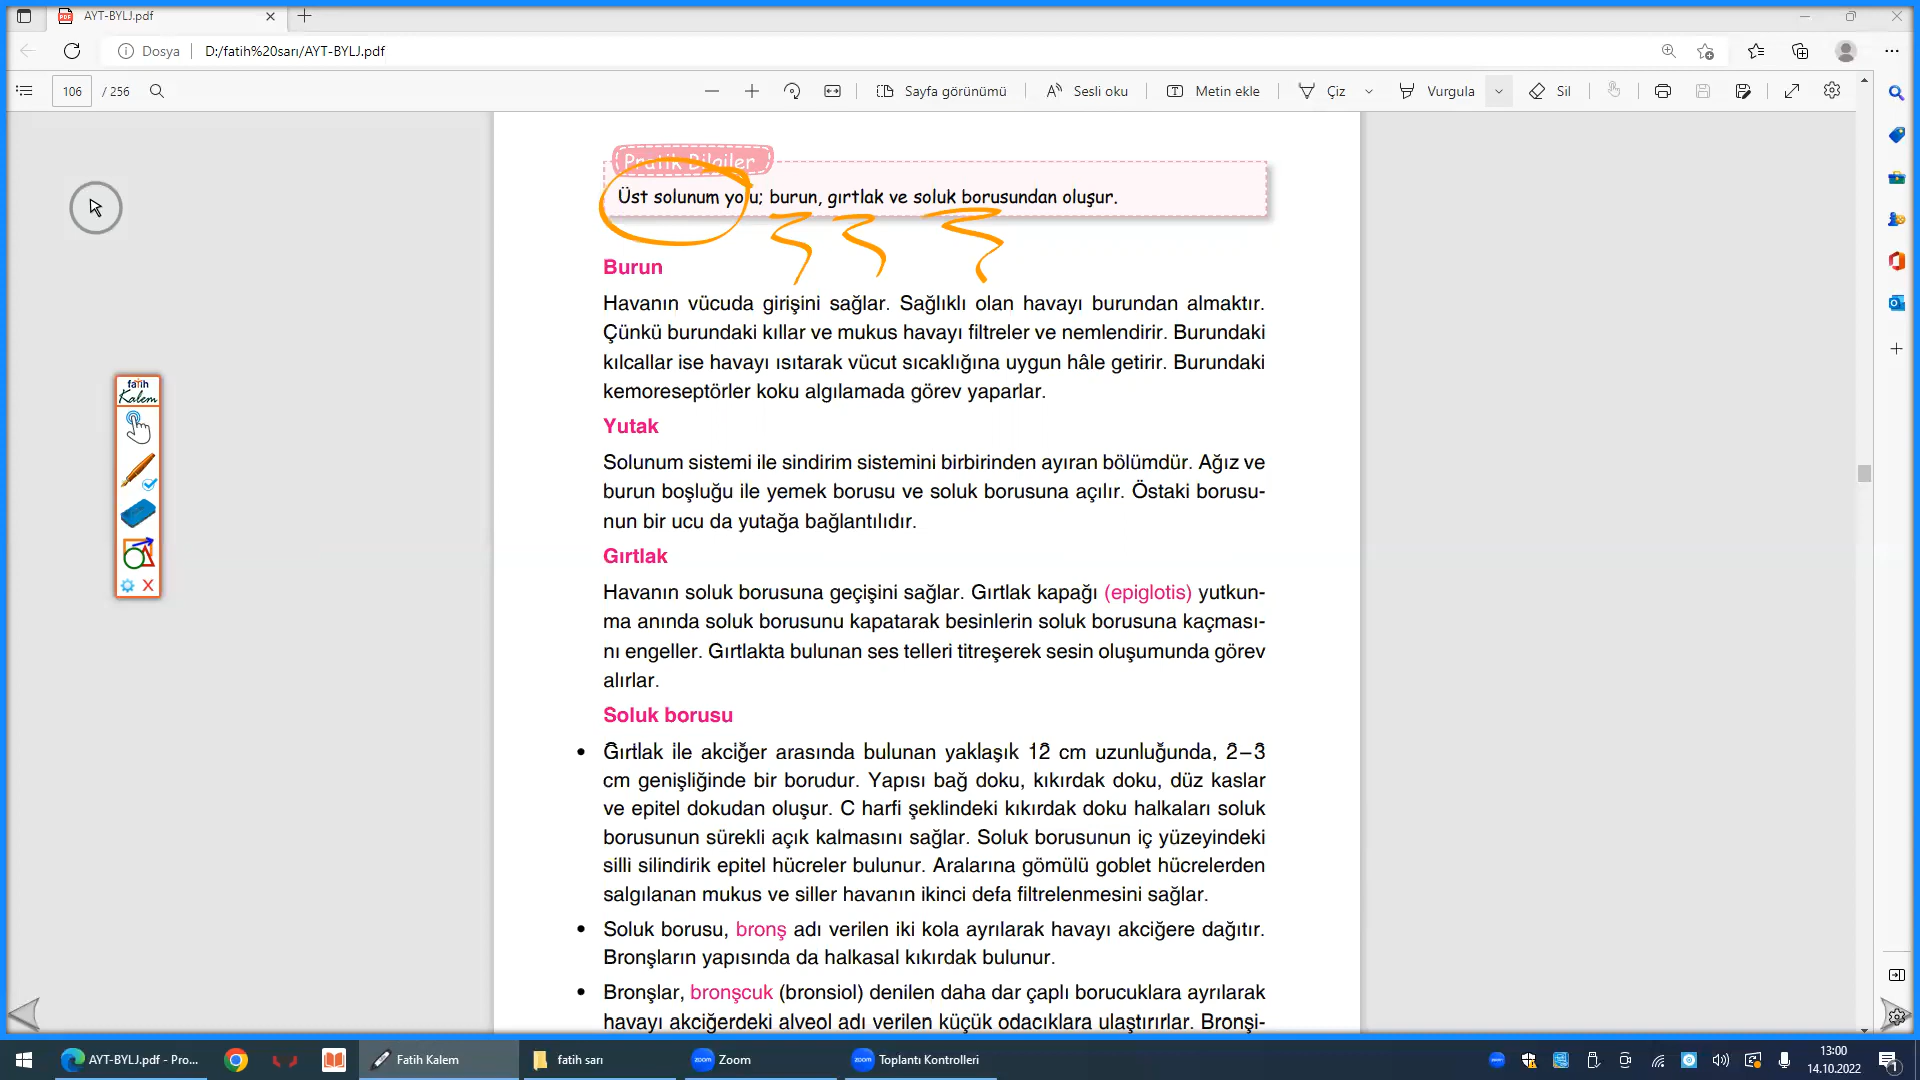 AYT-BYLJ.pdf
Dosya
D:/fatih%20sarı/AYT-BYLJ.pdf
106 / 256
Sayfa görünümü
Sesli oku
Metin ekle
Çiz
Vurgula
Sil
Pratik Bilgiler
Üst solunum yolu; burun, gırtlak ve soluk borusundan oluşur.
Burun
Havanın vücuda girişini sağlar. Sağlıklı olan havayı burundan almaktır.
Çünkü burundaki kıllar ve mukus havayı filtreler ve nemlendirir. Burundaki
kılcallar ise havayı ısıtarak vücut sıcaklığına uygun hâle getirir. Burundaki
kemoreseptörler koku algılamada görev yaparlar.
Yutak
Solunum sistemi ile sindirim sistemini birbirinden ayıran bölümdür. Ağız ve
burun boşluğu ile yemek borusu ve soluk borusuna açılır. Östaki borusu-
nun bir ucu da yutağa bağlantılıdır.
Gırtlak
Havanın soluk borusuna geçişini sağlar. Gırtlak kapağı (epiglotis) yutkun-
ma anında soluk borusunu kapatarak besinlerin soluk borusuna kaçması-
nı engeller. Gırtlakta bulunan ses telleri titreşerek sesin oluşumunda görev
alırlar.
Soluk borusu
• Gırtlak ile akciğer arasında bulunan yaklaşık 12 cm uzunluğunda, 2–3
cm genişliğinde bir borudur. Yapısı bağ doku, kıkırdak doku, düz kaslar
ve epitel dokudan oluşur. C harfi şeklindeki kıkırdak doku halkaları soluk
borusunun sürekli açık kalmasını sağlar. Soluk borusunun iç yüzeyindeki
silli silindirik epitel hücreler bulunur. Aralarına gömülü goblet hücrelerden
salgılanan mukus ve siller havanın ikinci defa filtrelenmesini sağlar.
• Soluk borusu, bronş adı verilen iki kola ayrılarak havayı akciğere dağıtır.
Bronşların yapısında da halkasal kıkırdak bulunur.
• Bronşlar, bronşcuk (bronsiol) denilen daha dar çaplı borucuklara ayrılarak
havayı akciğerdeki alveol adı verilen küçük odacıklara ulaştırırlar. Bronşi-
fatih
Kalem
AYT-BYLJ.pdf - Pro...
Fatih Kalem
fatih sarı
zoom
Zoom
zoom
Toplantı Kontrolleri
13:00
14.10.2022
1